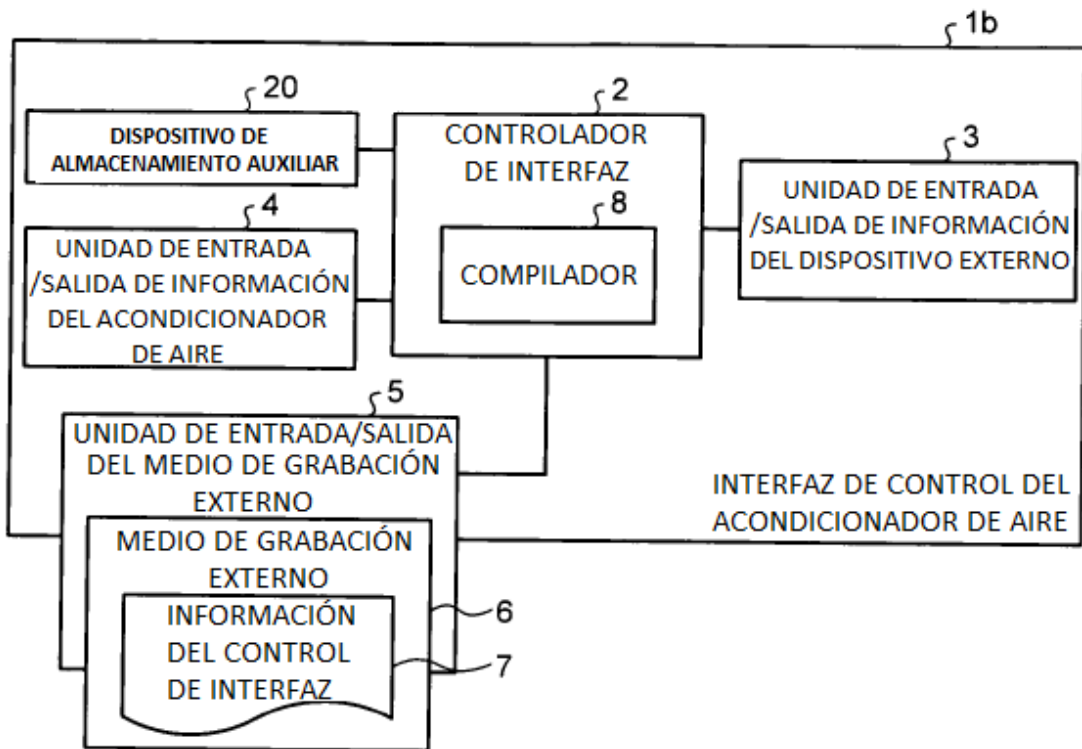 1b
20
DISPOSITIVO DE
ALMACENAMIENTO AUXILIAR
2
CONTROLADOR
DE INTERFAZ
8
COMPILADOR
3
UNIDAD DE ENTRADA
/SALIDA DE INFORMACIÓN
DEL DISPOSITIVO EXTERNO
4
UNIDAD DE ENTRADA
/SALIDA DE INFORMACIÓN
DEL ACONDICIONADOR
DE AIRE
5
UNIDAD DE ENTRADA/SALIDA
DEL MEDIO DE GRABACIÓN
EXTERNO
MEDIO DE GRABACIÓN
EXTERNO
6
INFORMACIÓN
DEL CONTROL
DE INTERFAZ
7
INTERFAZ DE CONTROL DEL
ACONDICIONADOR DE AIRE